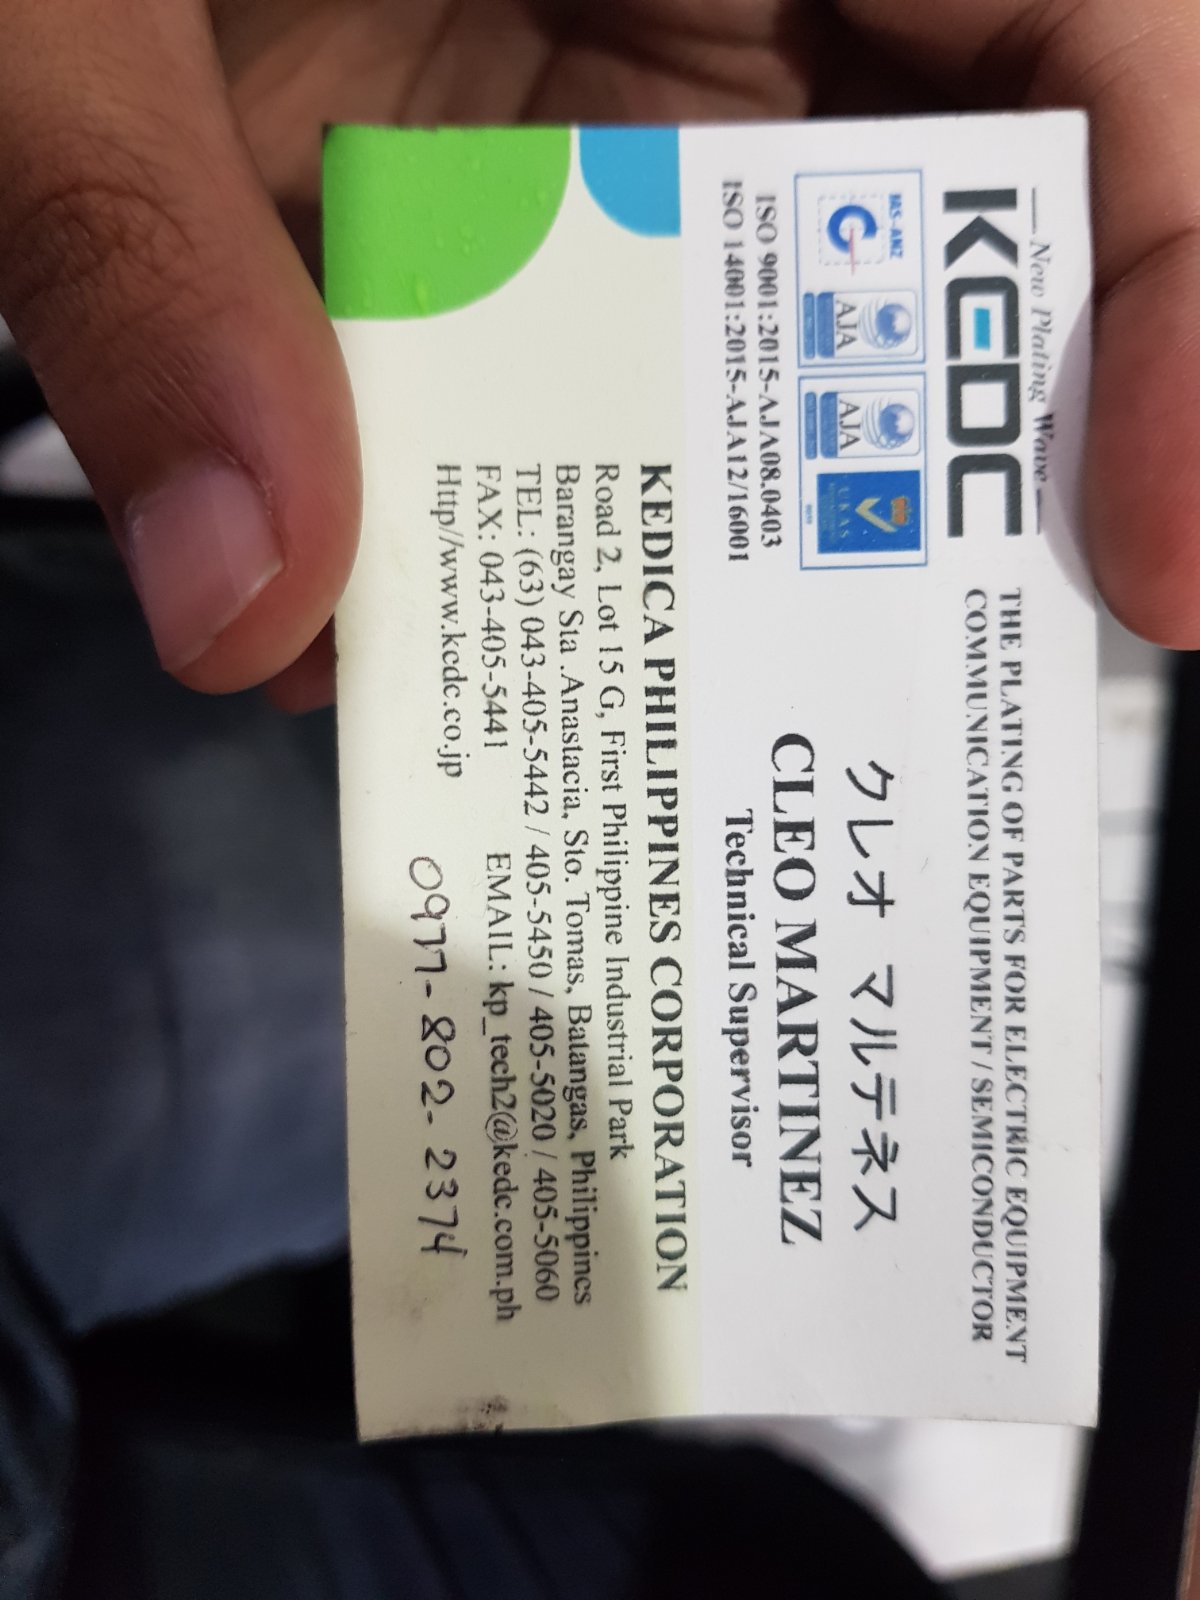 New Plating Wave
KEDC
THE PLATING OF PARTS FOR ELECTRIC EQUIPMENT
COMMUNICATION EQUIPMENT / SEMICONDUCTOR
JAS-ANZ
AJA
AJA
UKAS
ISO 9001:2015-AJA08.0403
ISO 14001:2015-AJA12/16001
クレオ マルテネス
CLEO MARTINEZ
Technical Supervisor
KEDICA PHILIPPINES CORPORATION
Road 2, Lot 15 G, First Philippine Industrial Park
Barangay Sta .Anastacia, Sto. Tomas, Batangas, Philippines
TEL: (63) 043-405-5442 / 405-5450 / 405-5020 / 405-5060
FAX: 043-405-5441 EMAIL: kp_tech2@kedc.com.ph
Http//www.kedc.co.jp
0977-802-2374